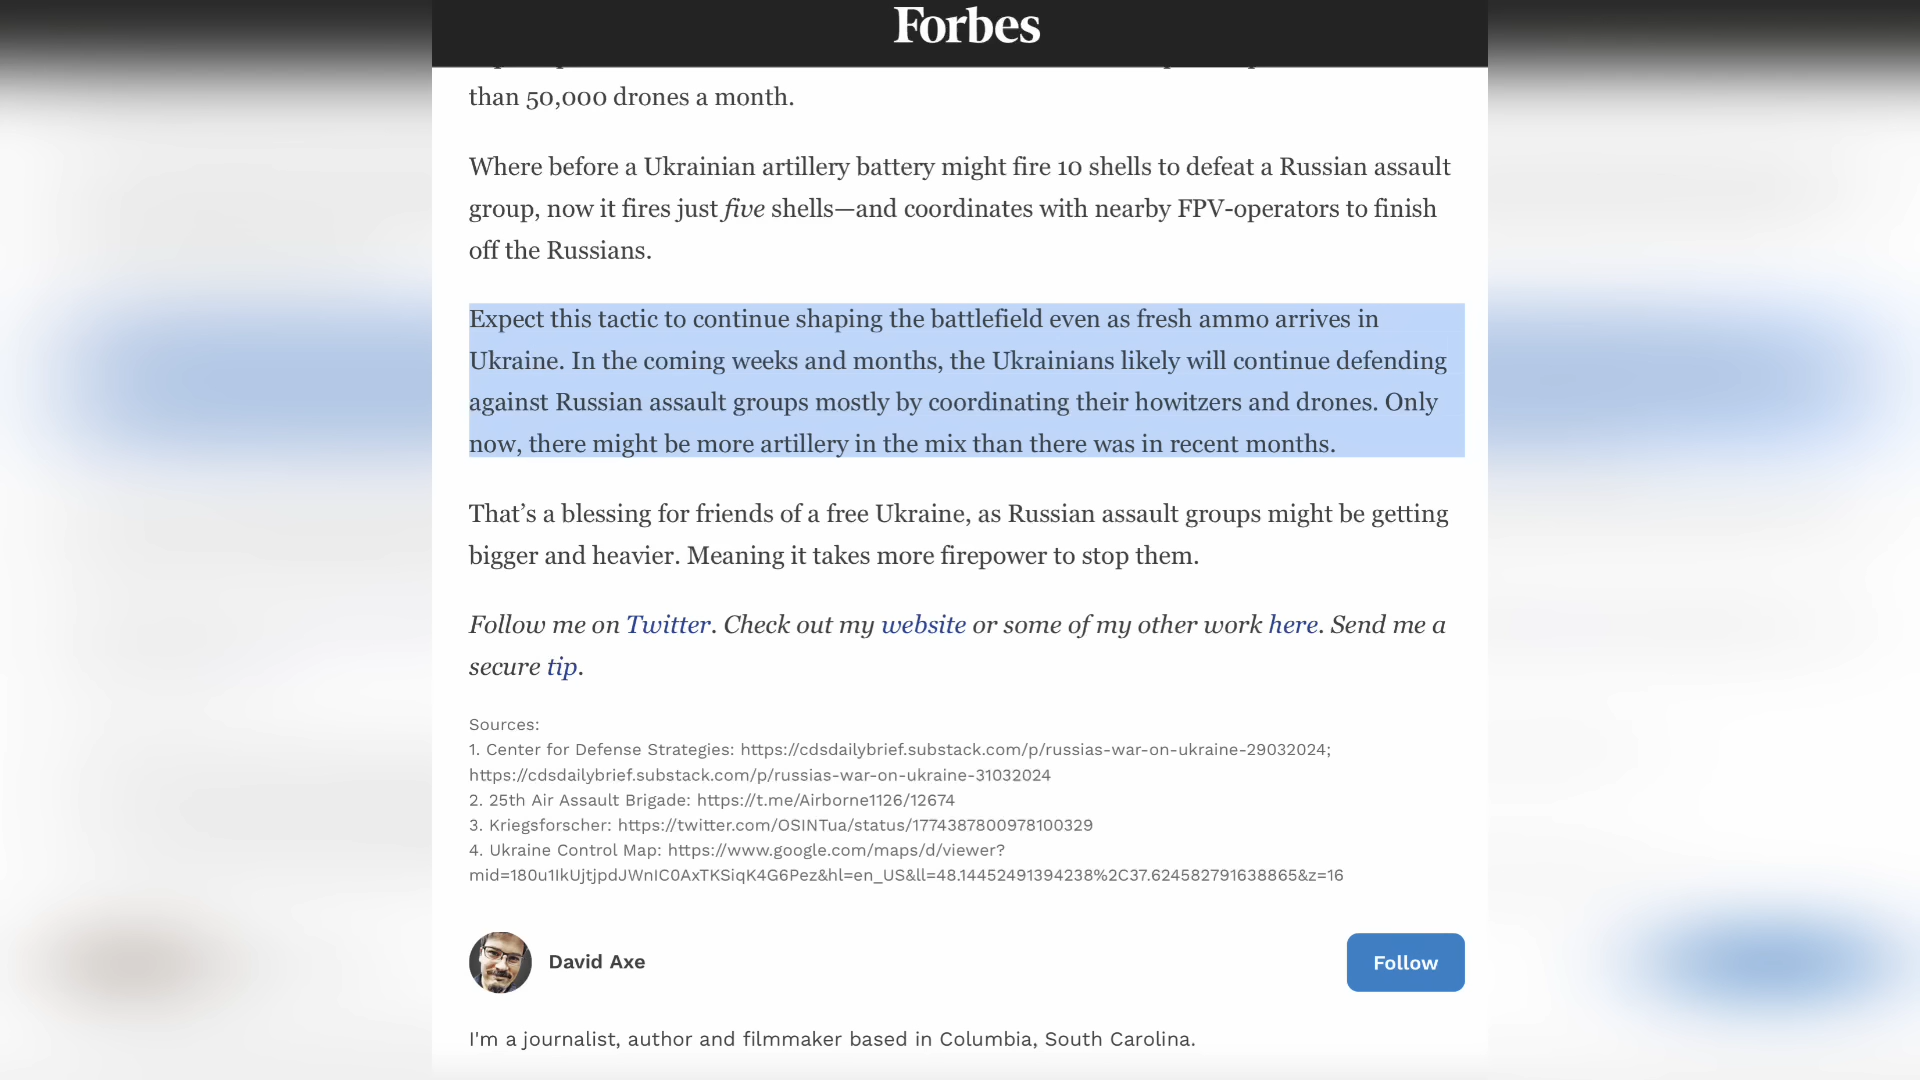 Forbes
than 50,000 drones a month.
Where before a Ukrainian artillery battery might fire 10 shells to defeat a Russian assault
group, now it fires just five shells—and coordinates with nearby FPV-operators to finish
off the Russians.
Expect this tactic to continue shaping the battlefield even as fresh ammo arrives in
Ukraine. In the coming weeks and months, the Ukrainians likely will continue defending
against Russian assault groups mostly by coordinating their howitzers and drones. Only
now, there might be more artillery in the mix than there was in recent months.
That’s a blessing for friends of a free Ukraine, as Russian assault groups might be getting
bigger and heavier. Meaning it takes more firepower to stop them.
Follow me on Twitter. Check out my website or some of my other work here. Send me a
secure tip.
Sources:
1. Center for Defense Strategies: https://cdsdailybrief.substack.com/p/russias-war-on-ukraine-29032024;
https://cdsdailybrief.substack.com/p/russias-war-on-ukraine-31032024
2. 25th Air Assault Brigade: https://t.me/Airborne1126/12674
3. Kriegsforscher: https://twitter.com/OSINTua/status/1774387800978100329
4. Ukraine Control Map: https://www.google.com/maps/d/viewer?
mid=180u1IkUjtjpdJWnIC0AxTKSiqK4G6Pez&hl=en_US&ll=48.14452491394238%2C37.624582791638865&z=16
David Axe
Follow
I'm a journalist, author and filmmaker based in Columbia, South Carolina.